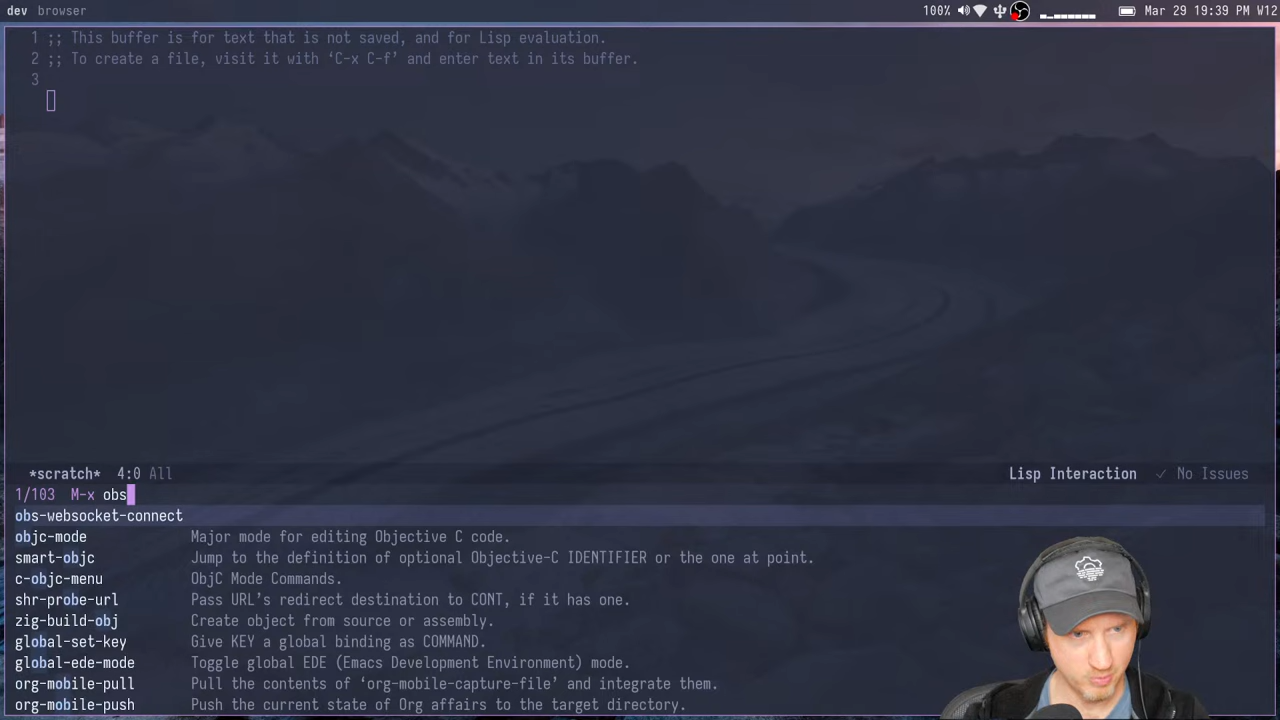 dev browser 100% Mar 29 19:39 PM W12
1 ;; This buffer is for text that is not saved, and for Lisp evaluation.
2 ;; To create a file, visit it with ‘C-x C-f’ and enter text in its buffer.
3
*scratch* 4:0 All Lisp Interaction ✓ No Issues
1/103 M-x obs
obs-websocket-connect
objc-mode Major mode for editing Objective C code.
smart-objc Jump to the definition of optional Objective-C IDENTIFIER or the one at point.
c-objc-menu ObjC Mode Commands.
shr-probe-url Pass URL’s redirect destination to CONT, if it has one.
zig-build-obj Create object from source or assembly.
global-set-key Give KEY a global binding as COMMAND.
global-ede-mode Toggle global EDE (Emacs Development Environment) mode.
org-mobile-pull Pull the contents of ‘org-mobile-capture-file’ and integrate them.
org-mobile-push Push the current state of Org affairs to the target directory.